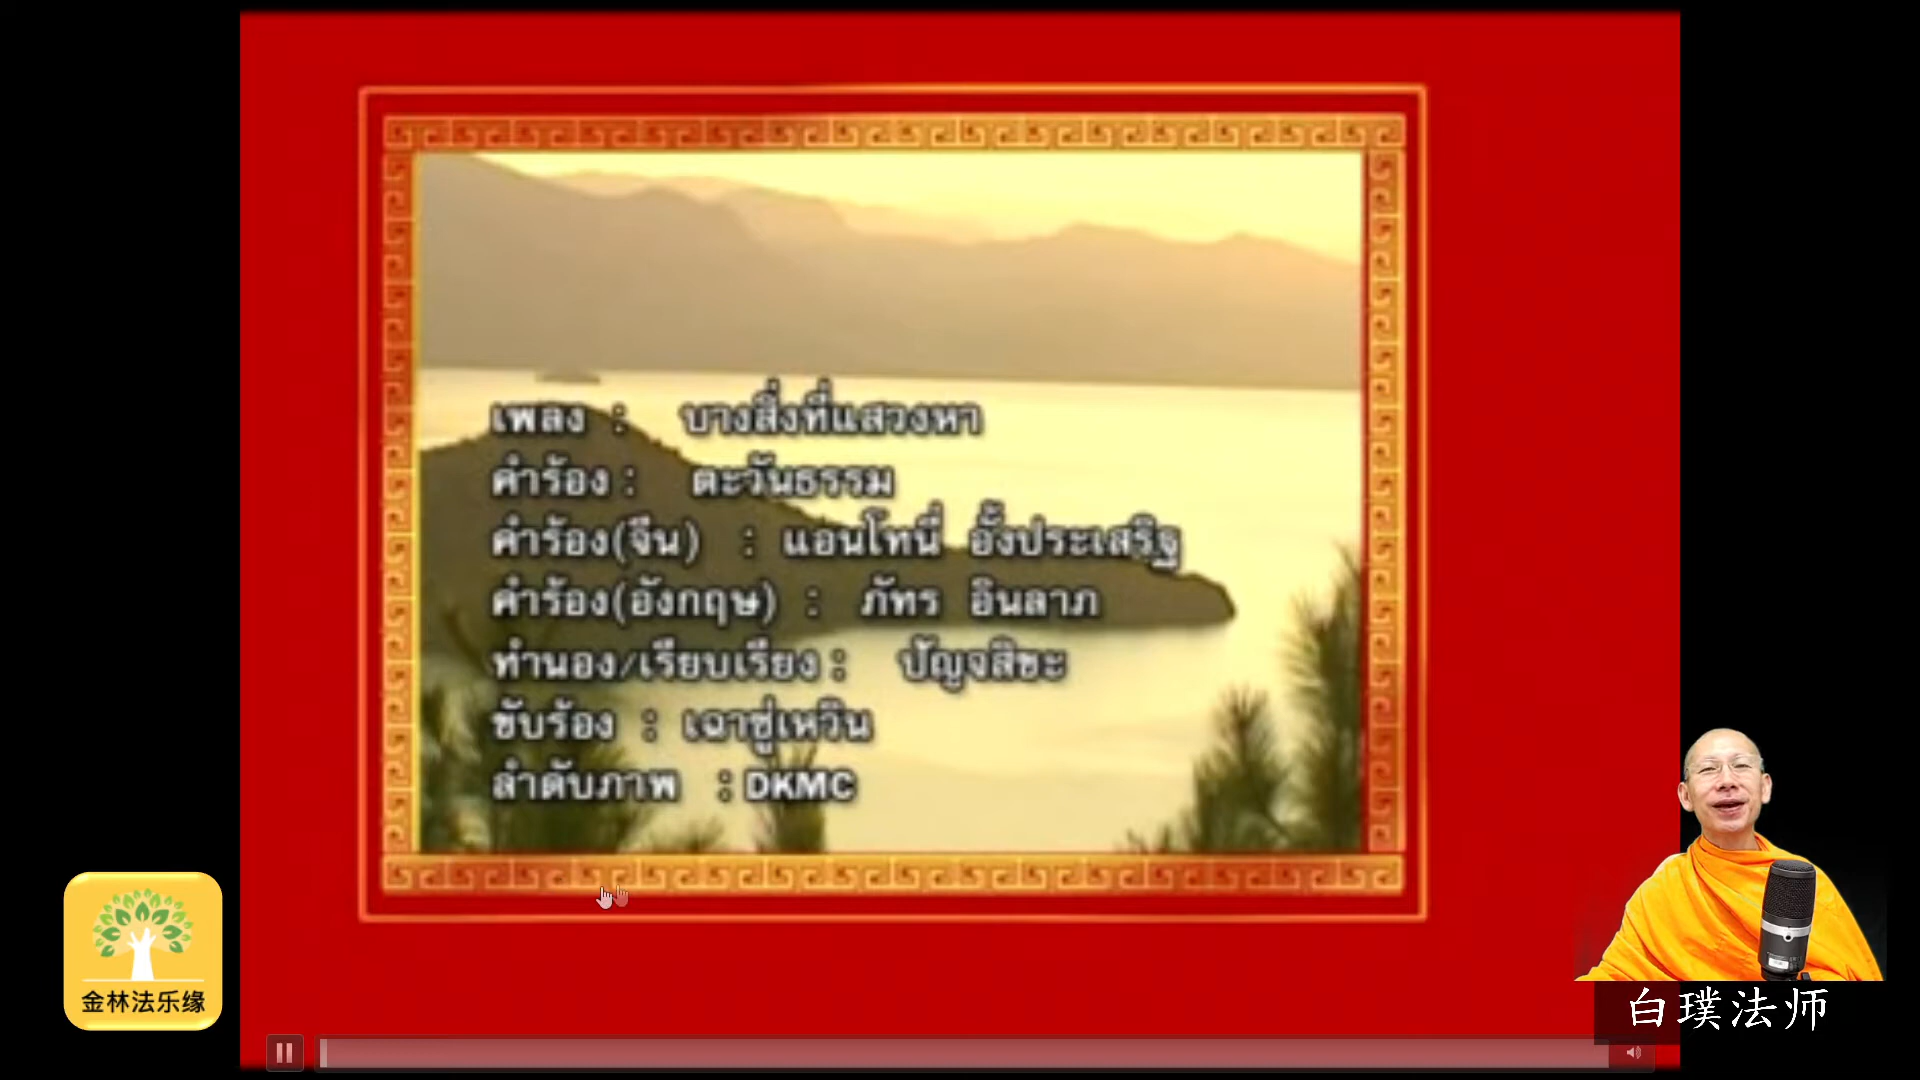 เพลง : บางสิ่งที่แสวงหา
คำร้อง : ตะวันธรรม
คำร้อง(จีน) : แอนโทนี่ อั้งประเสริฐ
คำร้อง(อังกฤษ) : ภัทร อินลาภ
ทำนอง/เรียบเรียง : ปัญจสิขะ
ขับร้อง : เฉาซู่เหวิน
ลำดับภาพ : DKMC
金林法乐缘
白璞法师